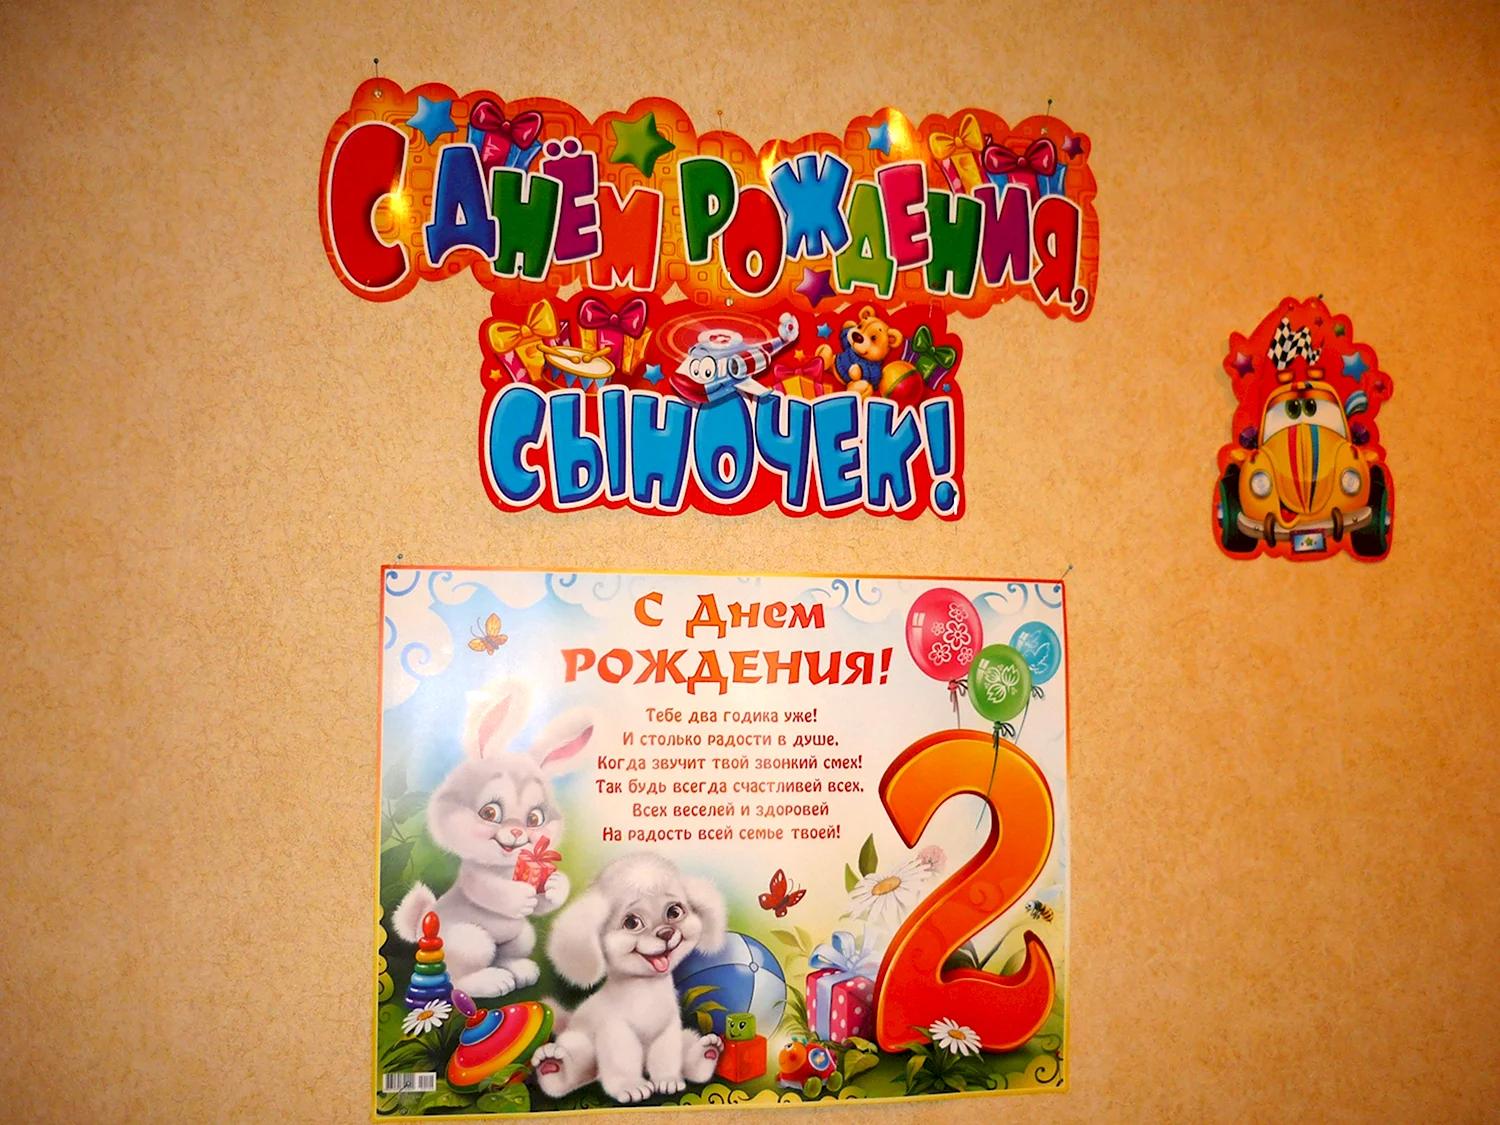 С ДНЁМ РОЖДЕНИЯ,
СЫНОЧЕК!
С Днем
РОЖДЕНИЯ!
Тебе два годика уже!
И столько радости в душе,
Когда звучит твой звонкий смех!
Так будь всегда счастливей всех,
Всех веселей и здоровей
На радость всей семье твоей!
2